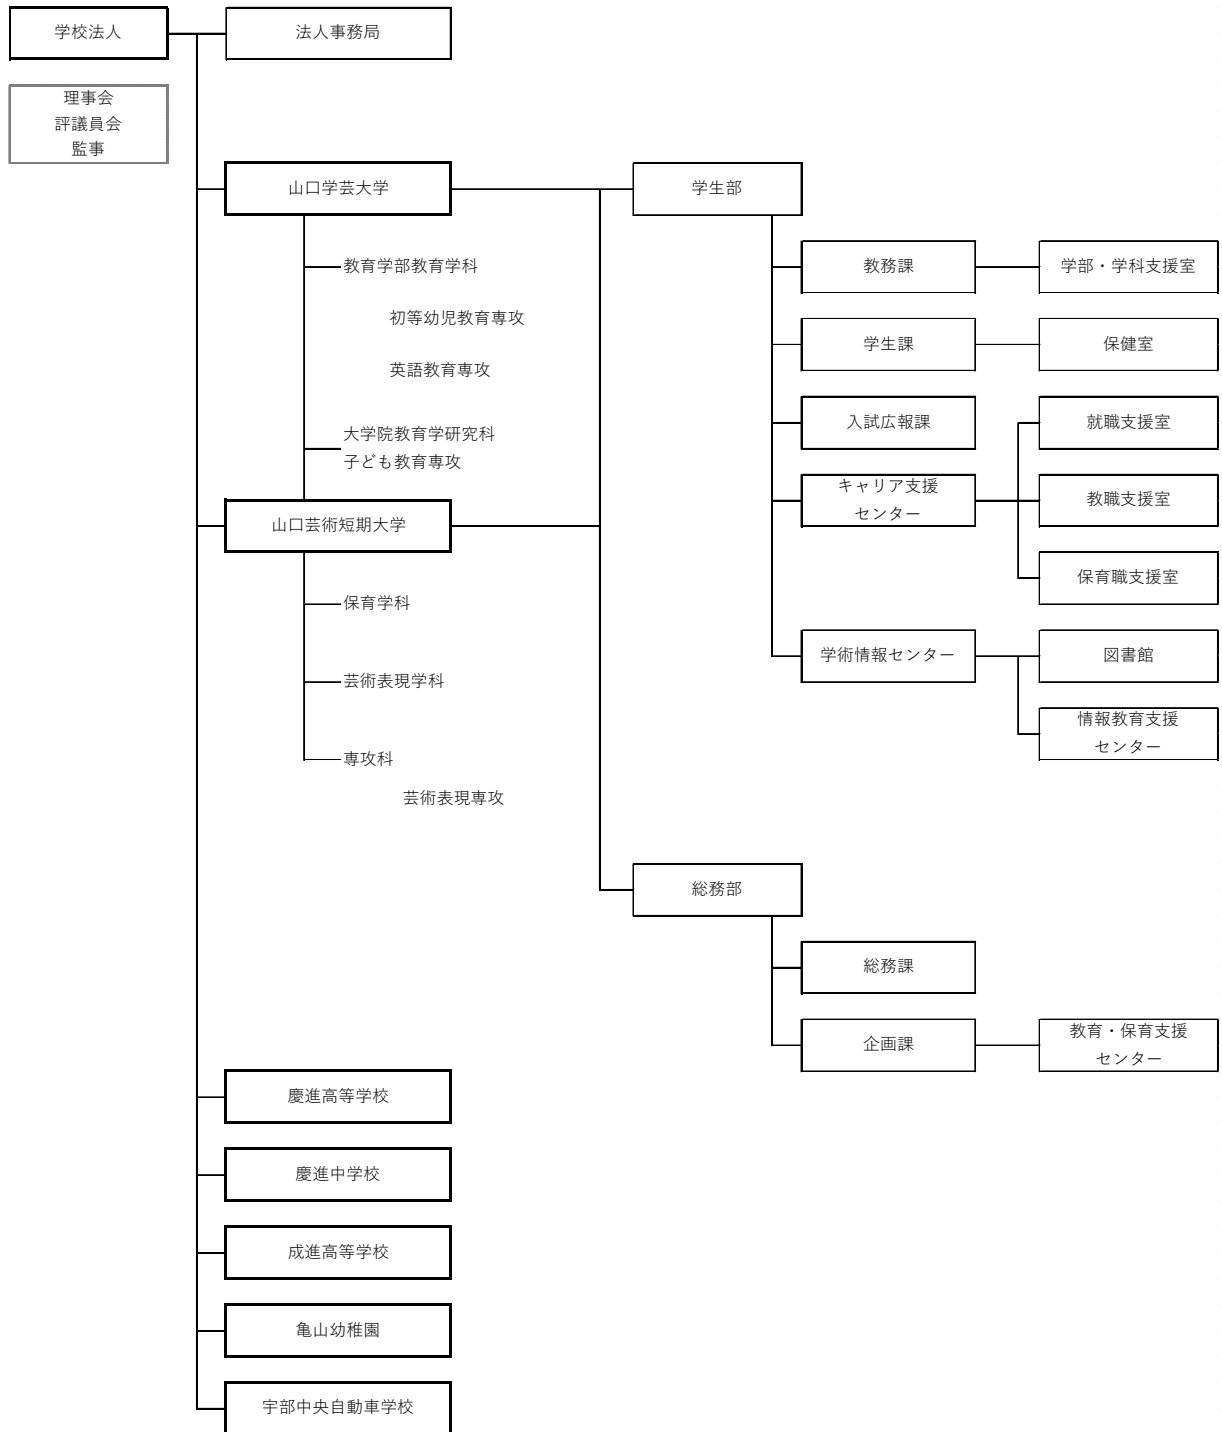 学校法人
法人事務局
理事会
評議員会
監事
山口学芸大学
学生部
教育学部教育学科
教務課
学部・学科支援室
初等幼児教育専攻
学生課
保健室
英語教育専攻
入試広報課
就職支援室
大学院教育学研究科
子ども教育専攻
キャリア支援
センター
教職支援室
山口芸術短期大学
保育職支援室
保育学科
学術情報センター
図書館
芸術表現学科
情報教育支援
センター
専攻科
芸術表現専攻
総務部
総務課
企画課
教育・保育支援
センター
慶進高等学校
慶進中学校
成進高等学校
亀山幼稚園
宇部中央自動車学校